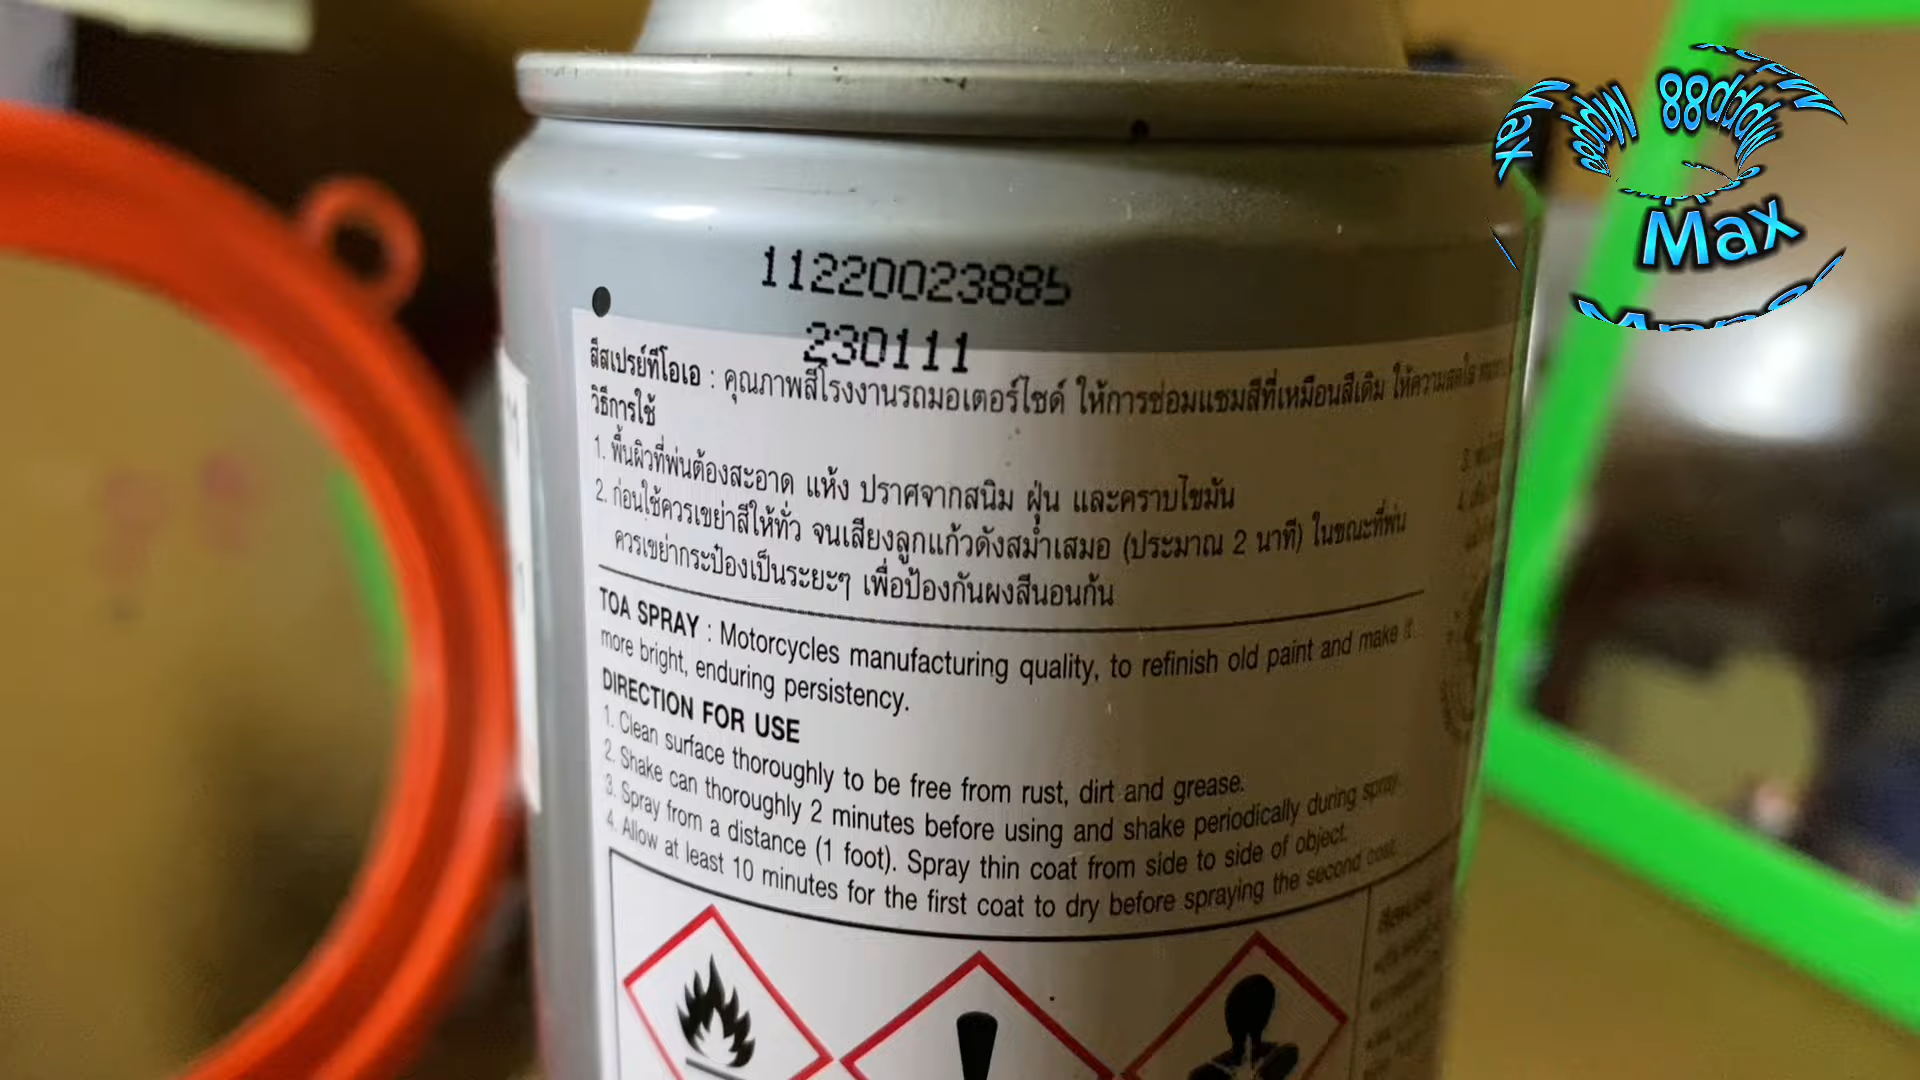 11220023885
230111
สีสเปรย์ทีโอเอ : คุณภาพสีโรงงานรถมอเตอร์ไซด์ ให้การซ่อมแซมสีที่เหมือนสีเดิม ให้ความสดใส
วิธีการใช้
1. พื้นผิวที่พ่นต้องสะอาด แห้ง ปราศจากสนิม ฝุ่น และคราบไขมัน
2. ก่อนใช้ควรเขย่าสีให้ทั่ว จนเสียงลูกแก้วดังสม่ำเสมอ (ประมาณ 2 นาที) ในขณะที่พ่น
ควรเขย่ากระป๋องเป็นระยะๆ เพื่อป้องกันผงสีนอนก้น
TOA SPRAY : Motorcycles manufacturing quality, to refinish old paint and make it
more bright, enduring persistency.
DIRECTION FOR USE
1. Clean surface thoroughly to be free from rust, dirt and grease.
2. Shake can thoroughly 2 minutes before using and shake periodically during spray.
3. Spray from a distance (1 foot). Spray thin coat from side to side of object.
4. Allow at least 10 minutes for the first coat to dry before spraying the second coat.
Max